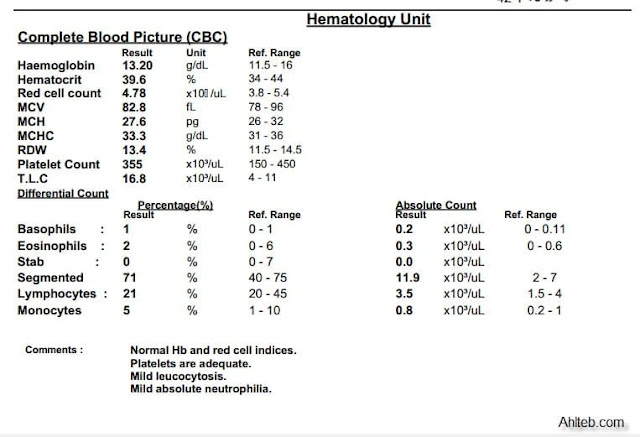 Hematology Unit
Complete Blood Picture (CBC)
Result Unit Ref. Range
Haemoglobin 13.20 g/dL 11.5 - 16
Hematocrit 39.6 % 34 - 44
Red cell count 4.78 x10 /uL 3.8 - 5.4
MCV 82.8 fL 78 - 96
MCH 27.6 pg 26 - 32
MCHC 33.3 g/dL 31 - 36
RDW 13.4 % 11.5 - 14.5
Platelet Count 355 x10³/uL 150 - 450
T.L.C 16.8 x10³/uL 4 - 11
Differential Count
Percentage(%) Absolute Count
Result Ref. Range Result Ref. Range
Basophils : 1 % 0 - 1 0.2 x10³/uL 0 - 0.11
Eosinophils : 2 % 0 - 6 0.3 x10³/uL 0 - 0.6
Stab : 0 % 0 - 7 0.0 x10³/uL
Segmented 71 % 40 - 75 11.9 x10³/uL 2 - 7
Lymphocytes : 21 % 20 - 45 3.5 x10³/uL 1.5 - 4
Monocytes 5 % 1 - 10 0.8 x10³/uL 0.2 - 1
Comments : Normal Hb and red cell indices.
Platelets are adequate.
Mild leucocytosis.
Mild absolute neutrophilia.
Ahlteb.com